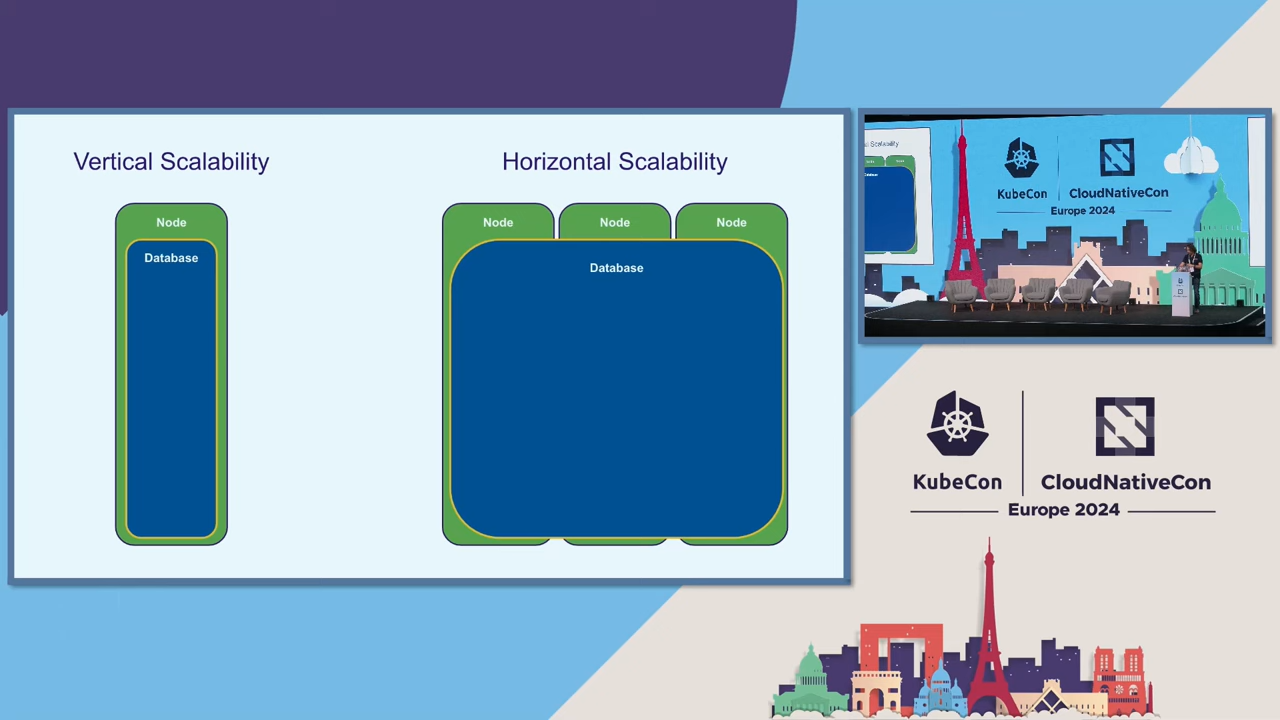 Vertical Scalability
Horizontal Scalability
Node
Database
Node
Node
Node
Database
KubeCon
CloudNativeCon
Europe 2024
KubeCon
CloudNativeCon
Europe 2024